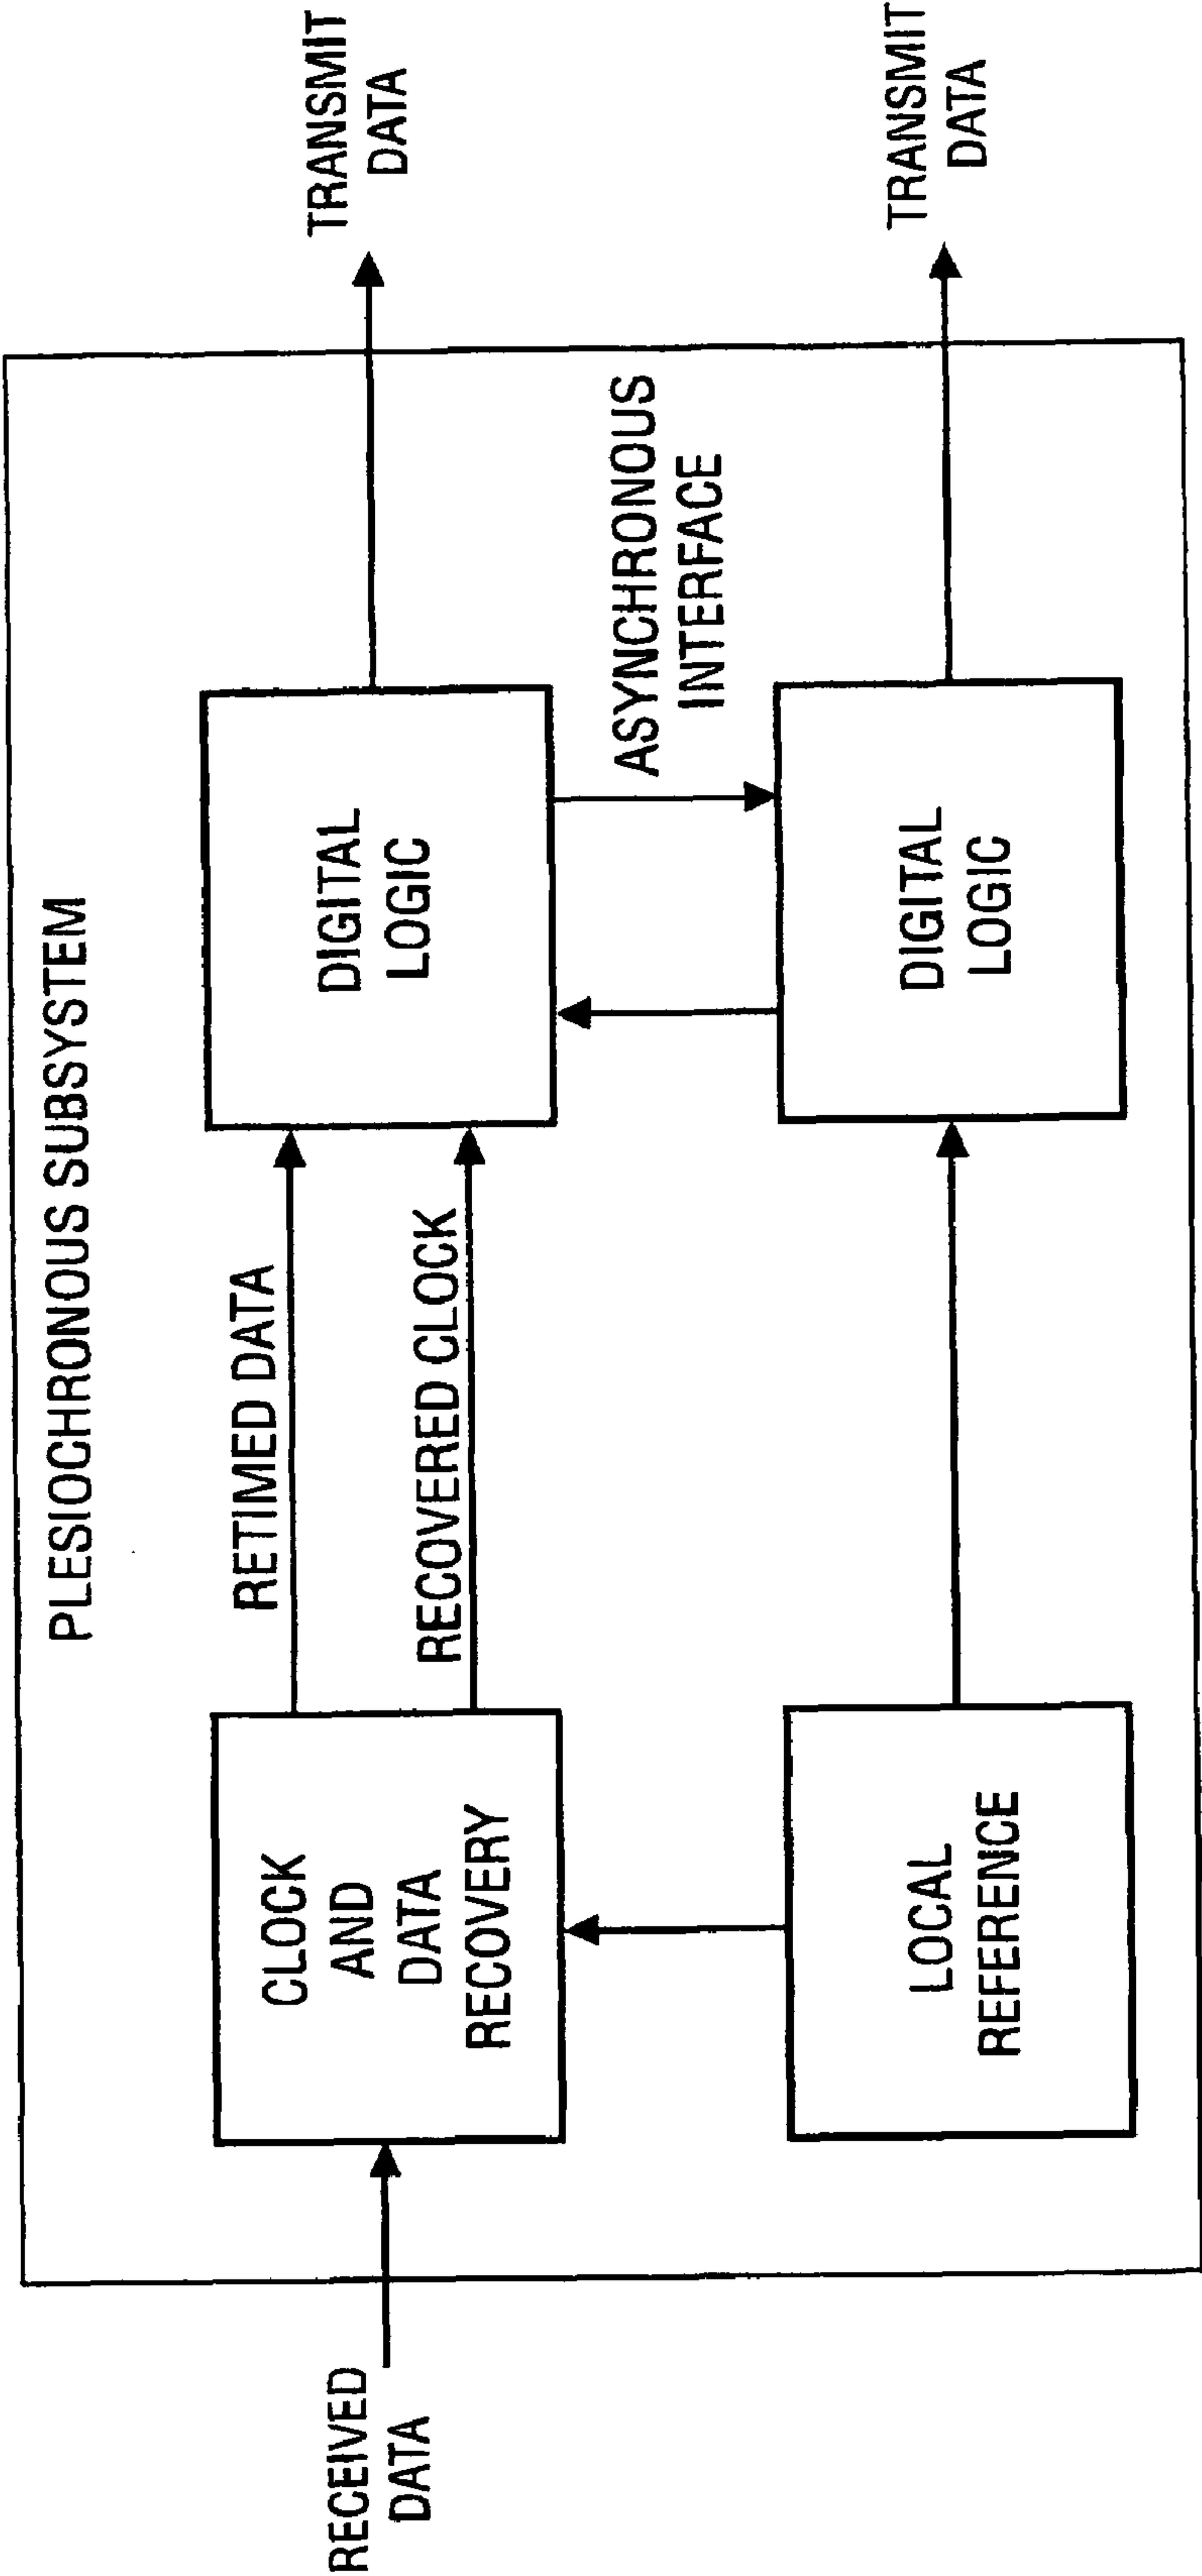 PLESIOCHRONOUS SUBSYSTEM
RECEIVED
DATA
CLOCK
AND
DATA
RECOVERY
RETIMED DATA
RECOVERED CLOCK
DIGITAL
LOGIC
TRANSMIT
DATA
ASYNCHRONOUS
INTERFACE
LOCAL
REFERENCE
DIGITAL
LOGIC
TRANSMIT
DATA